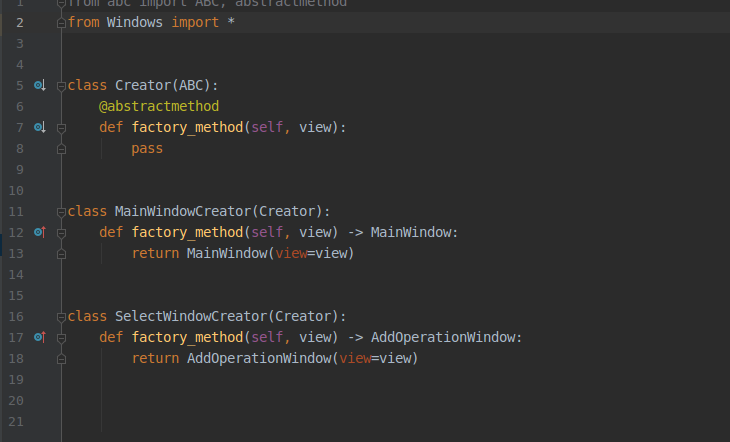 1 from abc import ABC, abstractmethod
2 from Windows import *
3
4
5 class Creator(ABC):
6     @abstractmethod
7     def factory_method(self, view):
8         pass
9
10
11 class MainWindowCreator(Creator):
12     def factory_method(self, view) -> MainWindow:
13         return MainWindow(view=view)
14
15
16 class SelectWindowCreator(Creator):
17     def factory_method(self, view) -> AddOperationWindow:
18         return AddOperationWindow(view=view)
19
20
21